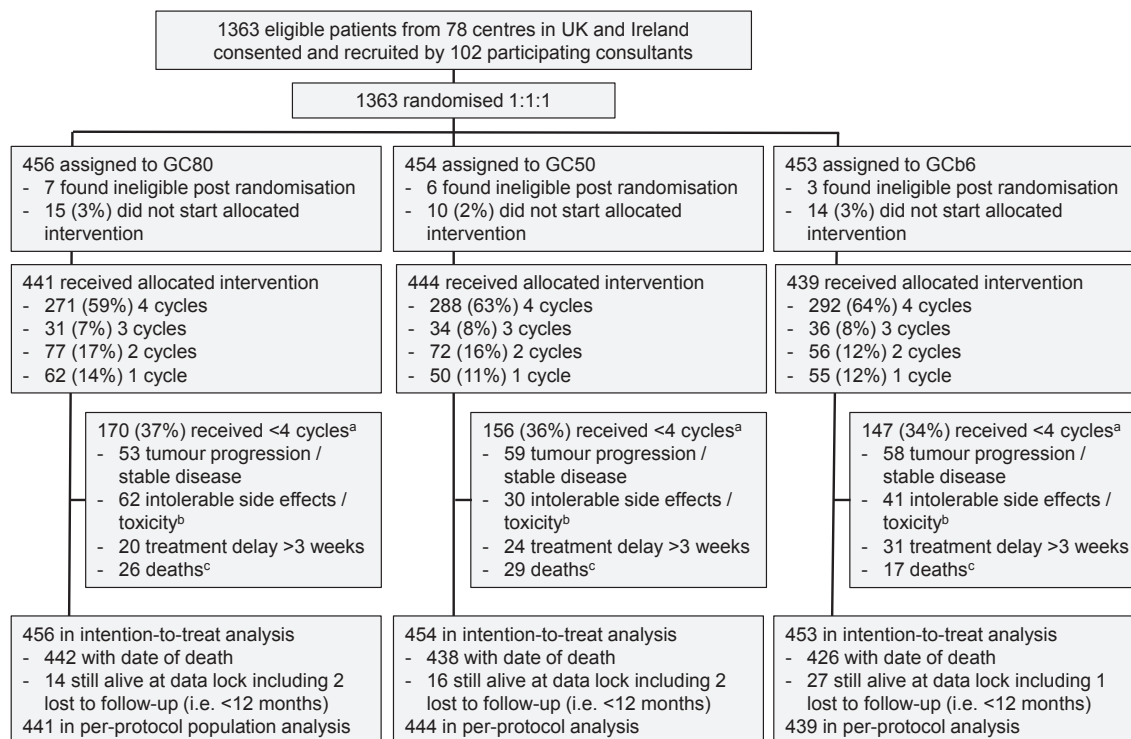 1363 eligible patients from 78 centres in UK and Ireland
consented and recruited by 102 participating consultants
1363 randomised 1:1:1
456 assigned to GC80
- 7 found ineligible post randomisation
- 15 (3%) did not start allocated
intervention
454 assigned to GC50
- 6 found ineligible post randomisation
- 10 (2%) did not start allocated
intervention
453 assigned to GCb6
- 3 found ineligible post randomisation
- 14 (3%) did not start allocated
intervention
441 received allocated intervention
- 271 (59%) 4 cycles
- 31 (7%) 3 cycles
- 77 (17%) 2 cycles
- 62 (14%) 1 cycle
444 received allocated intervention
- 288 (63%) 4 cycles
- 34 (8%) 3 cycles
- 72 (16%) 2 cycles
- 50 (11%) 1 cycle
439 received allocated intervention
- 292 (64%) 4 cycles
- 36 (8%) 3 cycles
- 56 (12%) 2 cycles
- 55 (12%) 1 cycle
170 (37%) received <4 cyclesᵃ
- 53 tumour progression /
stable disease
- 62 intolerable side effects /
toxicityᵇ
- 20 treatment delay >3 weeks
- 26 deathsᶜ
156 (36%) received <4 cyclesᵃ
- 59 tumour progression /
stable disease
- 30 intolerable side effects /
toxicityᵇ
- 24 treatment delay >3 weeks
- 29 deathsᶜ
147 (34%) received <4 cyclesᵃ
- 58 tumour progression /
stable disease
- 41 intolerable side effects /
toxicityᵇ
- 31 treatment delay >3 weeks
- 17 deathsᶜ
456 in intention-to-treat analysis
- 442 with date of death
- 14 still alive at data lock including 2
lost to follow-up (i.e. <12 months)
441 in per-protocol population analysis
454 in intention-to-treat analysis
- 438 with date of death
- 16 still alive at data lock including 2
lost to follow-up (i.e. <12 months)
444 in per-protocol analysis
453 in intention-to-treat analysis
- 426 with date of death
- 27 still alive at data lock including 1
lost to follow-up (i.e. <12 months)
439 in per-protocol analysis